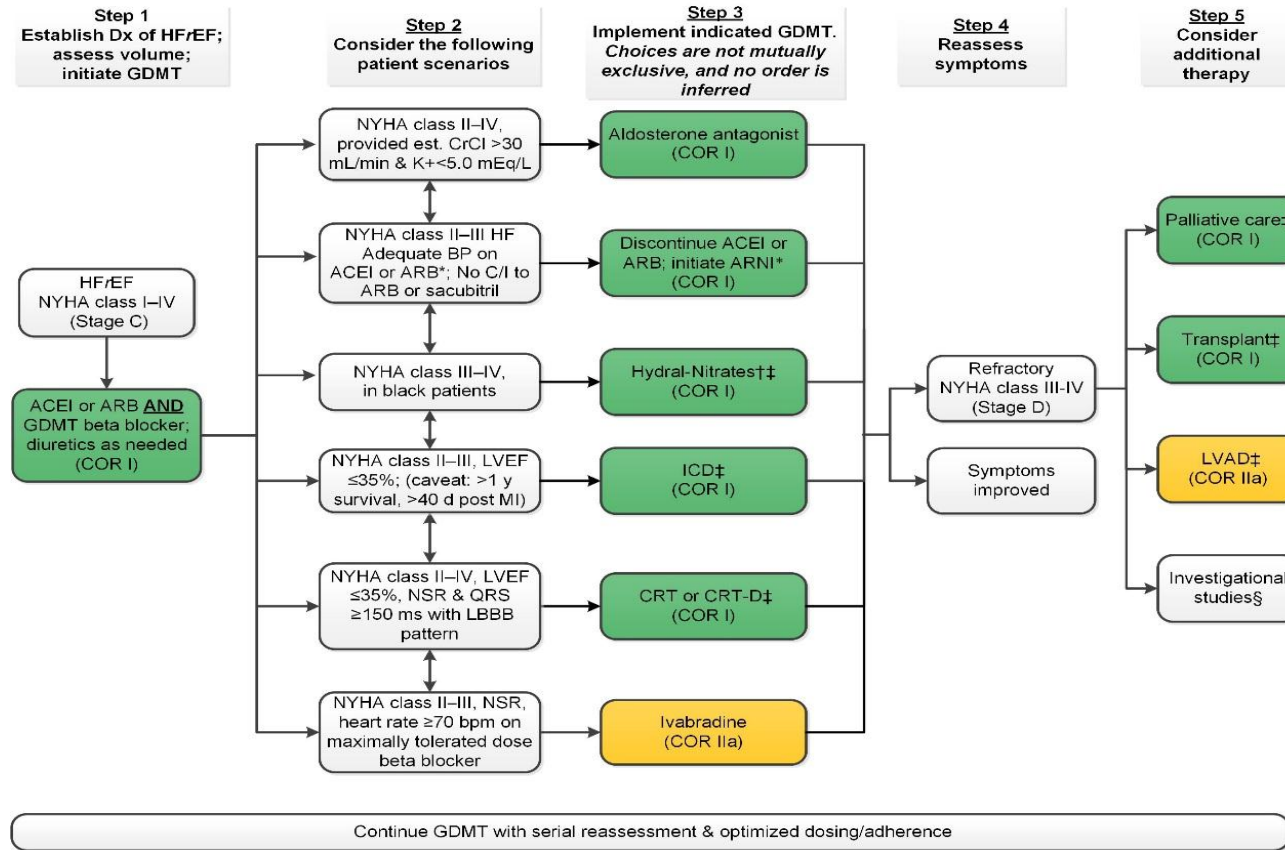 Step 1
Establish Dx of HFrEF;
assess volume;
initiate GDMT
Step 2
Consider the following
patient scenarios
Step 3
Implement indicated GDMT.
Choices are not mutually
exclusive, and no order is
inferred
Step 4
Reassess
symptoms
Step 5
Consider
additional
therapy
HFrEF
NYHA class I–IV
(Stage C)
ACEI or ARB AND
GDMT beta blocker;
diuretics as needed
(COR I)
NYHA class II–IV,
provided est. CrCl >30
mL/min & K+<5.0 mEq/L
NYHA class II–III HF
Adequate BP on
ACEI or ARB*; No C/I to
ARB or sacubitril
NYHA class III–IV,
in black patients
NYHA class II–III, LVEF
≤35%; (caveat: >1 y
survival, >40 d post MI)
NYHA class II–IV, LVEF
≤35%, NSR & QRS
≥150 ms with LBBB
pattern
NYHA class II–III, NSR,
heart rate ≥70 bpm on
maximally tolerated dose
beta blocker
Aldosterone antagonist
(COR I)
Discontinue ACEI or
ARB; initiate ARNI*
(COR I)
Hydral-Nitrates†‡
(COR I)
ICD‡
(COR I)
CRT or CRT-D‡
(COR I)
Ivabradine
(COR IIa)
Refractory
NYHA class III-IV
(Stage D)
Symptoms
improved
Palliative care‡
(COR I)
Transplant‡
(COR I)
LVAD‡
(COR IIa)
Investigational
studies§
Continue GDMT with serial reassessment & optimized dosing/adherence